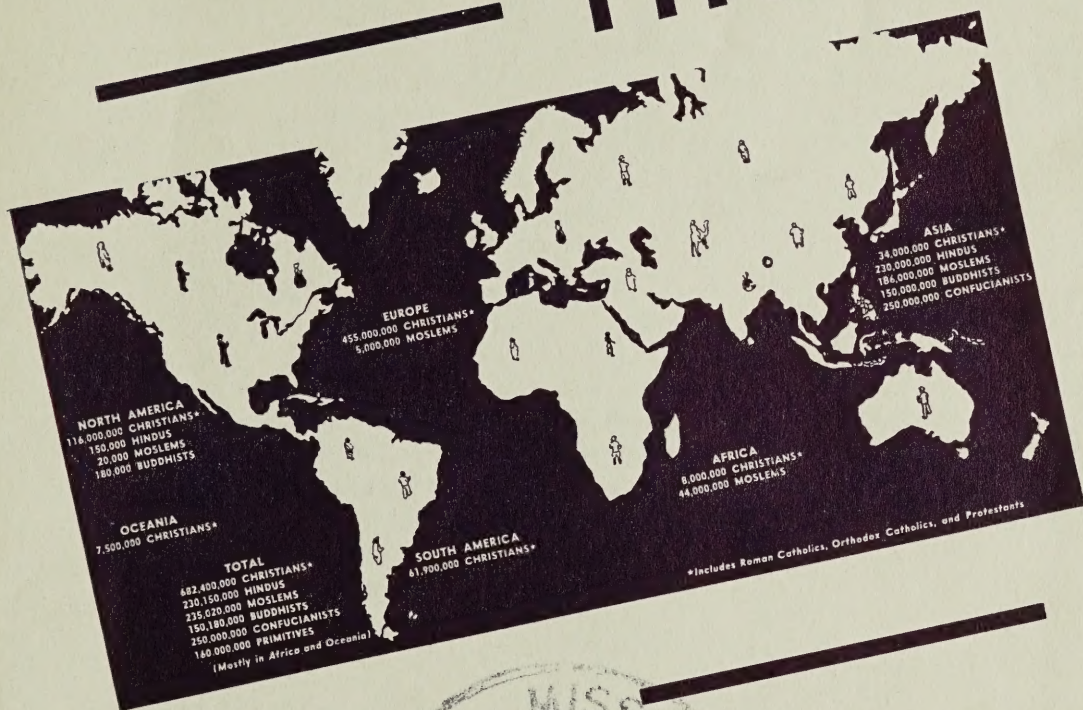 NORTH AMERICA
116,000,000 CHRISTIANS*
150,000 HINDUS
20,000 MOSLEMS
180,000 BUDDHISTS
OCEANIA
7,500,000 CHRISTIANS*
TOTAL
682,400,000 CHRISTIANS*
230,150,000 HINDUS
235,020,000 MOSLEMS
150,180,000 BUDDHISTS
250,000,000 CONFUCIANISTS
160,000,000 PRIMITIVES
(Mostly in Africa and Oceania)
EUROPE
455,000,000 CHRISTIANS*
5,000,000 MOSLEMS
SOUTH AMERICA
61,900,000 CHRISTIANS*
AFRICA
8,000,000 CHRISTIANS*
44,000,000 MOSLEMS
ASIA
34,000,000 CHRISTIANS*
230,000,000 HINDUS
186,000,000 MOSLEMS
150,000,000 BUDDHISTS
250,000,000 CONFUCIANISTS
*Includes Roman Catholics, Orthodox Catholics, and Protestants